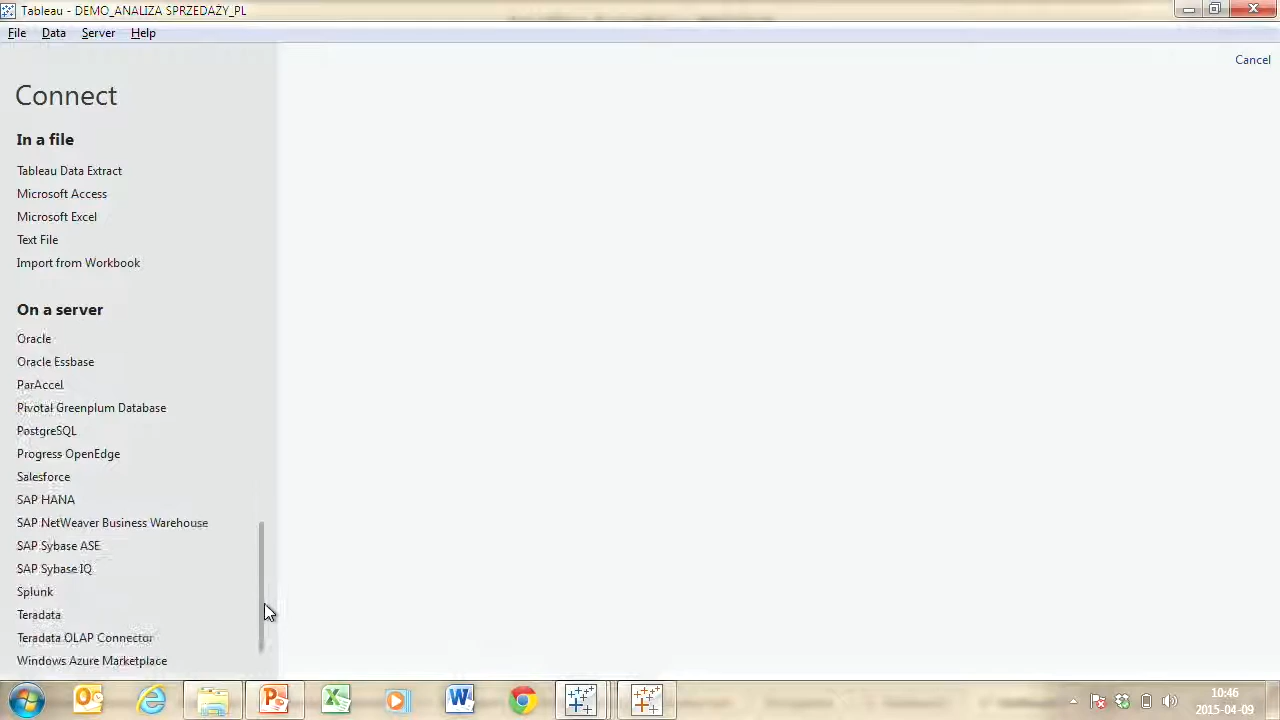 Tableau - DEMO_ANALIZA SPRZEDAŻY_PL
File Data Server Help
Cancel
Connect
In a file
Tableau Data Extract
Microsoft Access
Microsoft Excel
Text File
Import from Workbook
On a server
Oracle
Oracle Essbase
ParAccel
Pivotal Greenplum Database
PostgreSQL
Progress OpenEdge
Salesforce
SAP HANA
SAP NetWeaver Business Warehouse
SAP Sybase ASE
SAP Sybase IQ
Splunk
Teradata
Teradata OLAP Connector
Windows Azure Marketplace
10:46
2015-04-09